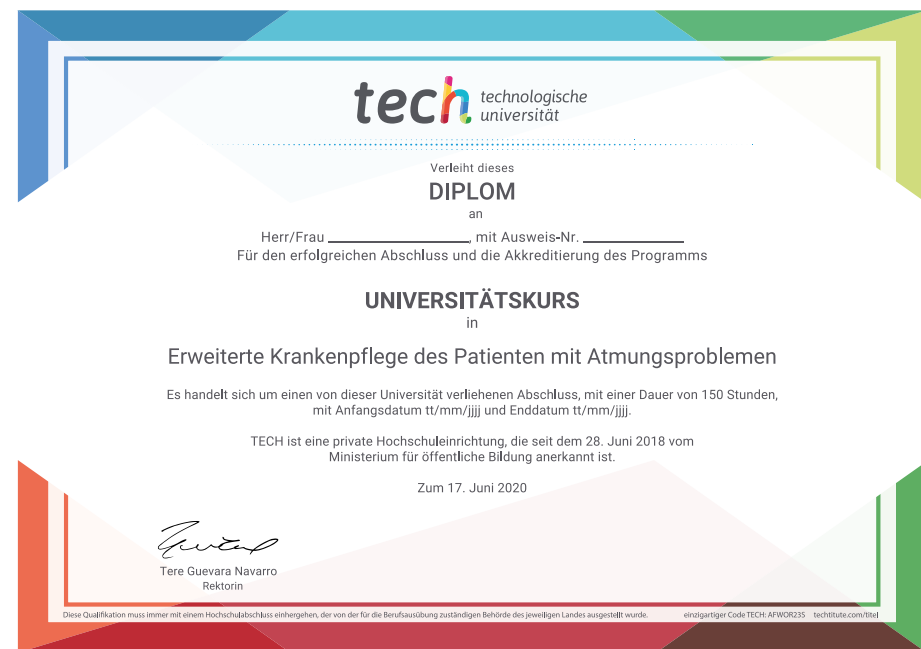 tech technologische
universität
Verleiht dieses
DIPLOM
an
Herr/Frau ____________________, mit Ausweis-Nr. ______________
Für den erfolgreichen Abschluss und die Akkreditierung des Programms
UNIVERSITÄTSKURS
in
Erweiterte Krankenpflege des Patienten mit Atmungsproblemen
Es handelt sich um einen von dieser Universität verliehenen Abschluss, mit einer Dauer von 150 Stunden,
mit Anfangsdatum tt/mm/jjjj und Enddatum tt/mm/jjjj.
TECH ist eine private Hochschuleinrichtung, die seit dem 28. Juni 2018 vom
Ministerium für öffentliche Bildung anerkannt ist.
Zum 17. Juni 2020
Tere Guevara Navarro
Rektorin
Diese Qualifikation muss immer mit einem Hochschulabschluss einhergehen, der von der für die Berufsausübung zuständigen Behörde des jeweiligen Landes ausgestellt wurde. einzigartiger Code TECH: AFWOR23S techtitute.com/titel